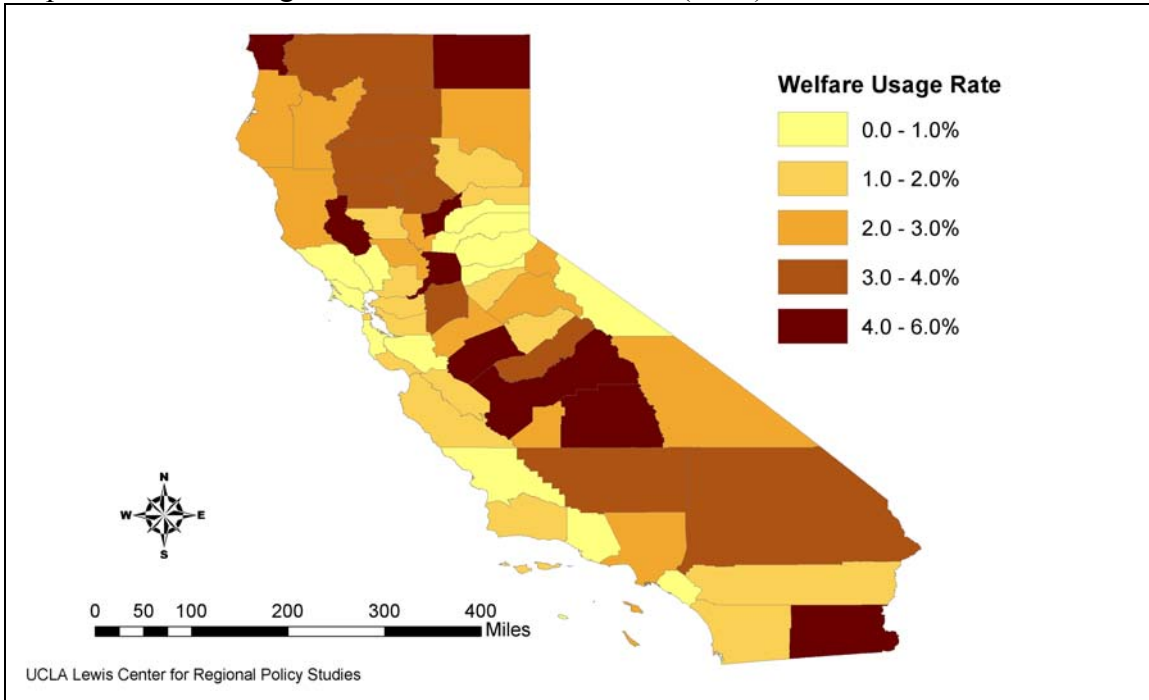 Welfare Usage Rate
0.0 - 1.0%
1.0 - 2.0%
2.0 - 3.0%
3.0 - 4.0%
4.0 - 6.0%
N
W E
S
0 50 100 200 300 400
Miles
UCLA Lewis Center for Regional Policy Studies